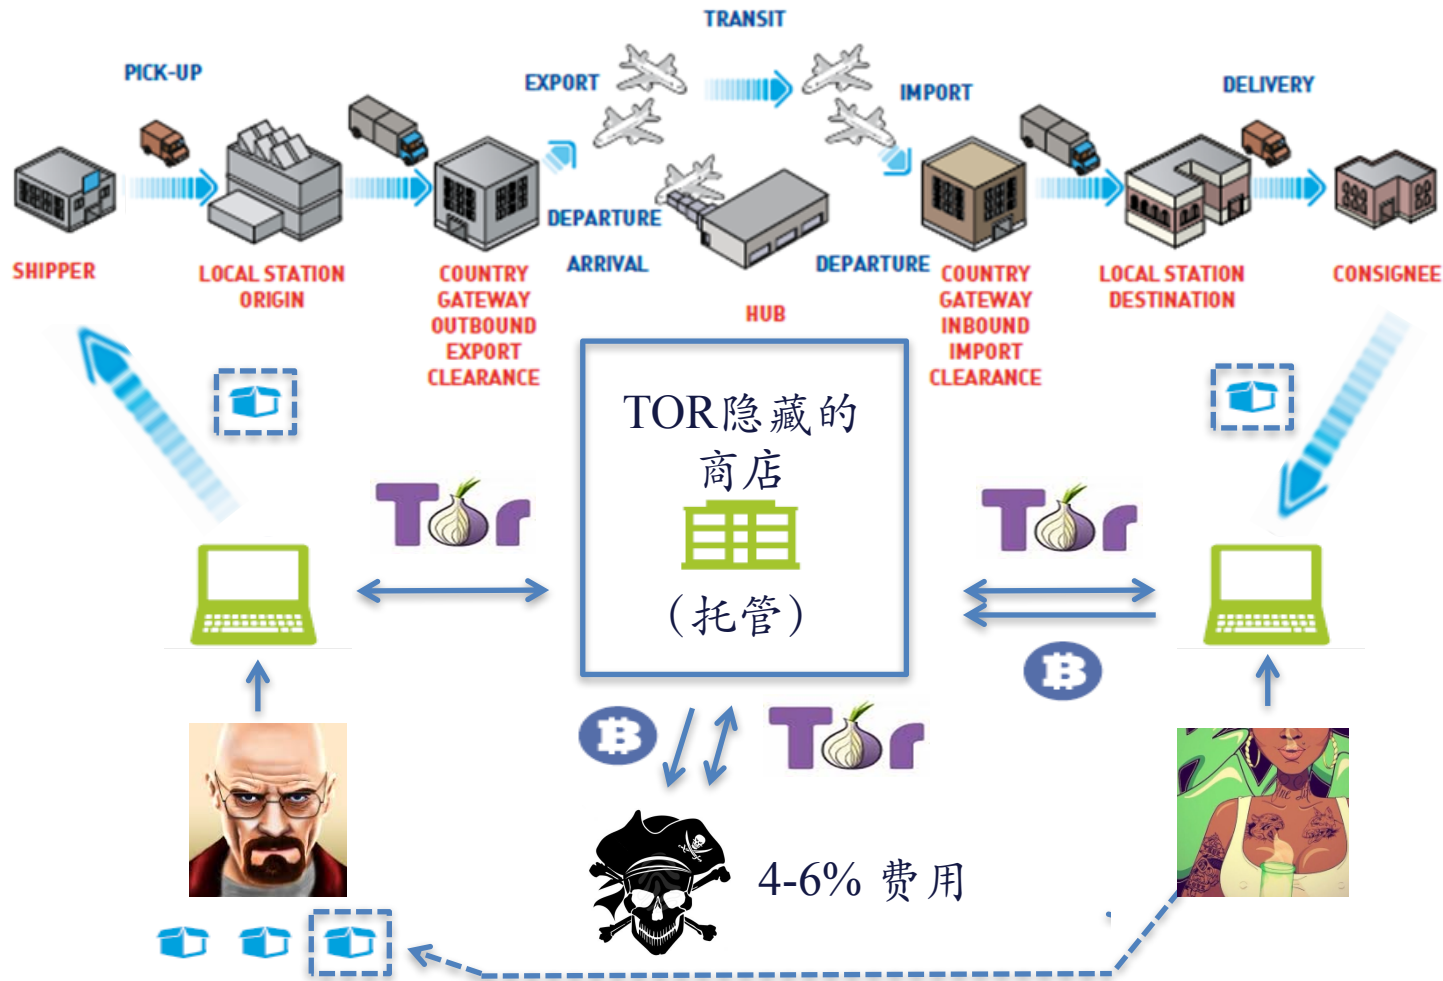 TRANSIT
PICK-UP
EXPORT
IMPORT
DELIVERY
DEPARTURE
ARRIVAL
DEPARTURE
SHIPPER
LOCAL STATION
ORIGIN
COUNTRY
GATEWAY
OUTBOUND
EXPORT
CLEARANCE
HUB
COUNTRY
GATEWAY
INBOUND
IMPORT
CLEARANCE
LOCAL STATION
DESTINATION
CONSIGNEE
TOR隐藏的
商店
（托管）
Tor
Tor
Tor
4-6% 费用